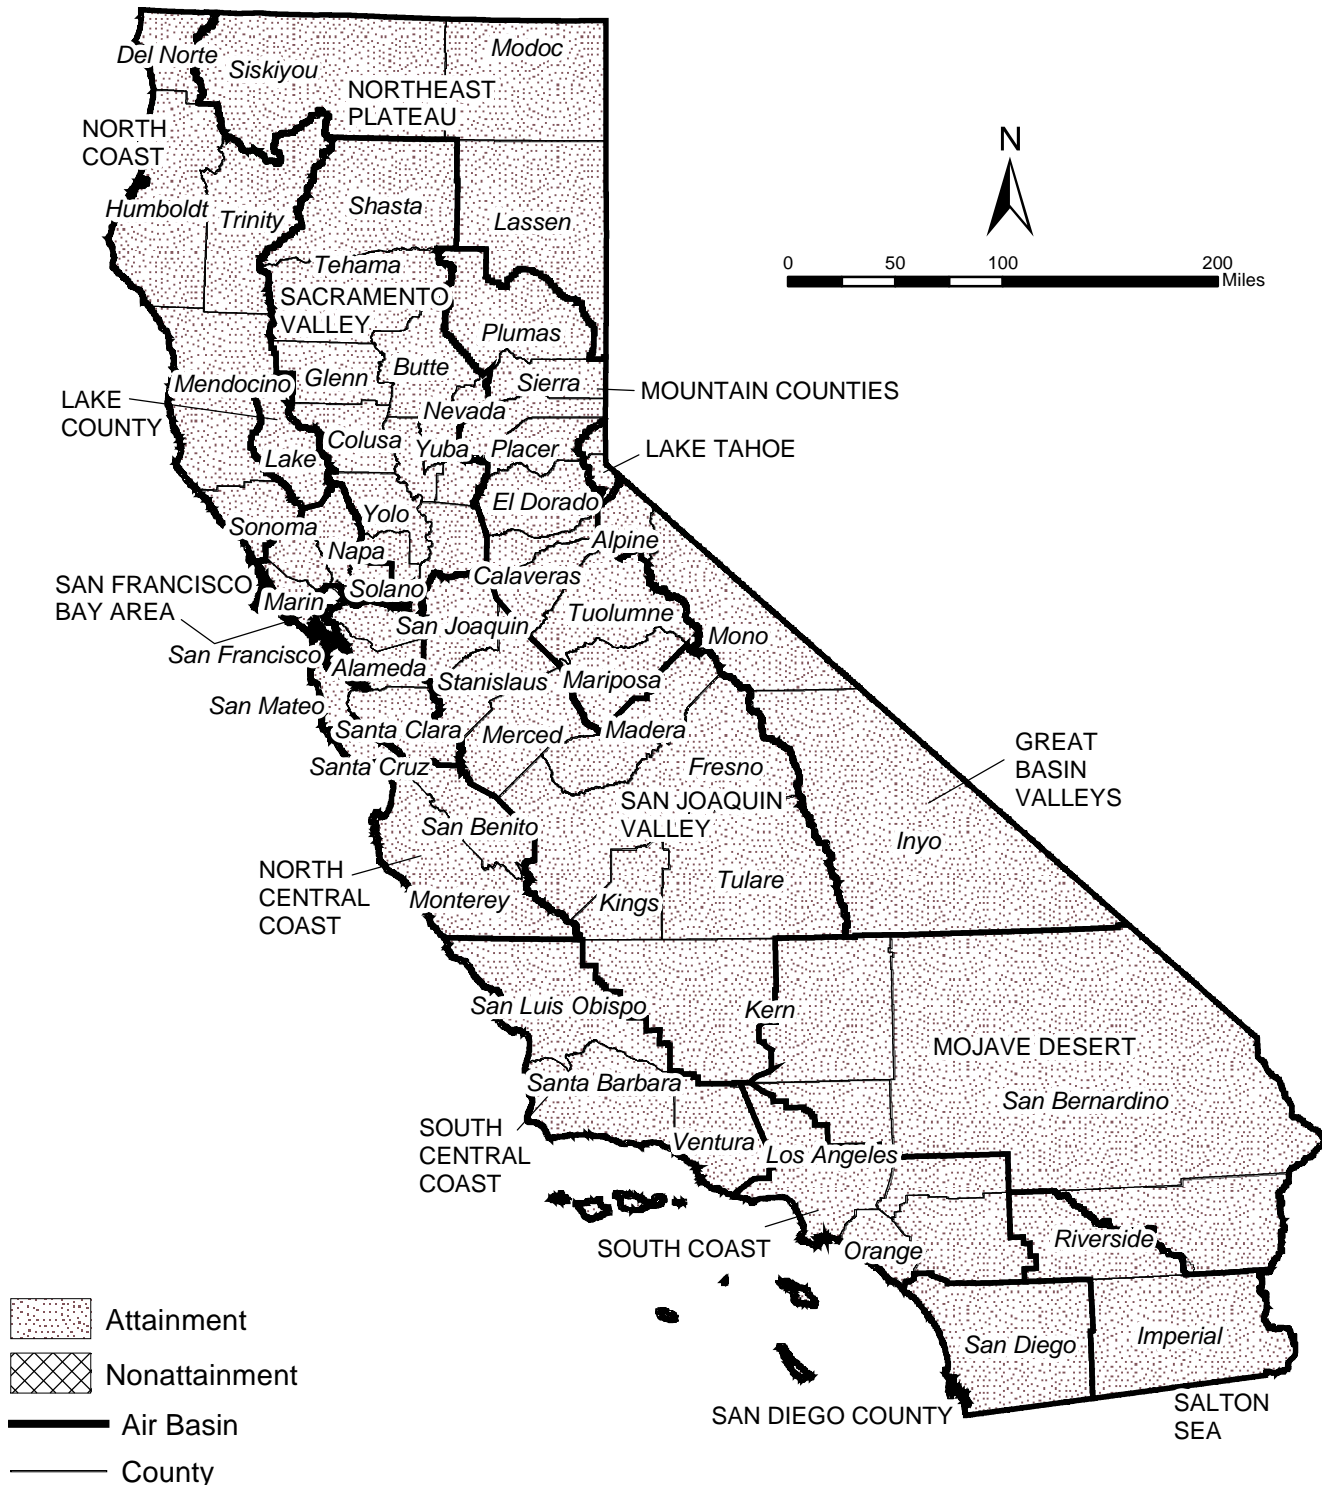 Del Norte
Siskiyou
Modoc
NORTHEAST
PLATEAU
NORTH
COAST
N
Humboldt
Trinity
Shasta
Lassen
0
50
100
200
Miles
Tehama
SACRAMENTO
VALLEY
Plumas
Butte
Glenn
Mendocino
Sierra
MOUNTAIN COUNTIES
LAKE
COUNTY
Nevada
Colusa
Yuba
Placer
LAKE TAHOE
Lake
El Dorado
Yolo
Sonoma
Napa
Alpine
SAN FRANCISCO
BAY AREA
Solano
Calaveras
Marin
Tuolumne
San Joaquin
Mono
San Francisco
Alameda
Stanislaus
Mariposa
San Mateo
Santa Clara
Merced
Madera
Santa Cruz
Fresno
GREAT
BASIN
VALLEYS
SAN JOAQUIN
VALLEY
San Benito
Inyo
NORTH
CENTRAL
COAST
Monterey
Kings
Tulare
San Luis Obispo
Kern
MOJAVE DESERT
Santa Barbara
San Bernardino
SOUTH
CENTRAL
COAST
Ventura
Los Angeles
SOUTH COAST
Orange
Riverside
San Diego
Imperial
SAN DIEGO COUNTY
SALTON
SEA
Attainment
Nonattainment
Air Basin
County